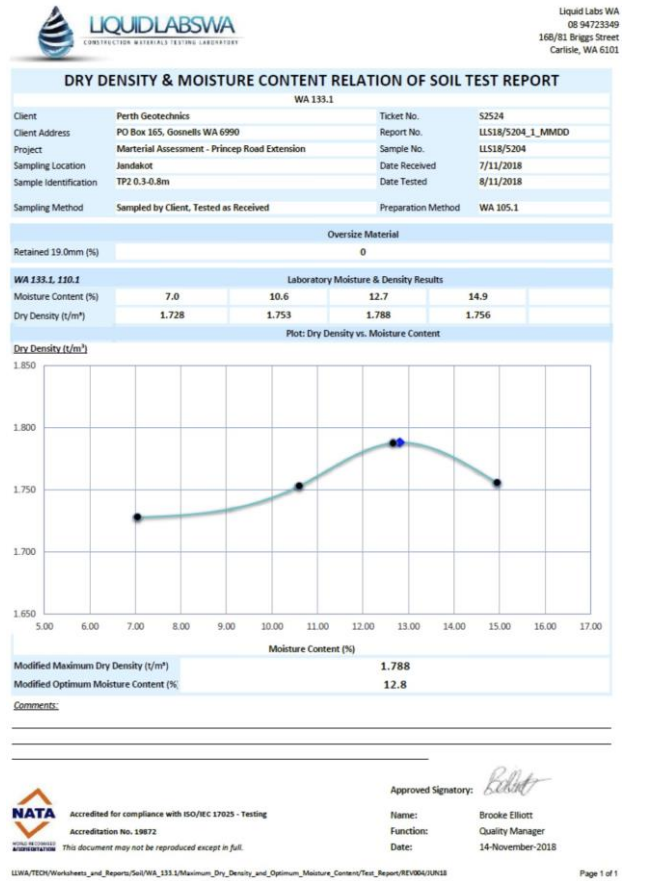 LIQUIDLABSWA
CONSTRUCTION MATERIALS TESTING LABORATORY
Liquid Labs WA
08 94723349
16B/81 Briggs Street
Carlisle, WA 6101
DRY DENSITY & MOISTURE CONTENT RELATION OF SOIL TEST REPORT
WA 133.1
Client Perth Geotechnics Ticket No. S2524
Client Address PO Box 165, Gosnells WA 6990 Report No. LLS18/5204_1_MMDD
Project Marterial Assessment - Princep Road Extension Sample No. LLS18/5204
Sampling Location Jandakot Date Received 7/11/2018
Sample Identification TP2 0.3-0.8m Date Tested 8/11/2018
Sampling Method Sampled by Client, Tested as Received Preparation Method WA 105.1
Oversize Material
Retained 19.0mm (%) 0
WA 133.1, 110.1 Laboratory Moisture & Density Results
Moisture Content (%) 7.0 10.6 12.7 14.9
Dry Density (t/m³) 1.728 1.753 1.788 1.756
Plot: Dry Density vs. Moisture Content
Dry Density (t/m³)
1.850
1.800
1.750
1.700
1.650
5.00 6.00 7.00 8.00 9.00 10.00 11.00 12.00 13.00 14.00 15.00 16.00 17.00
Moisture Content (%)
Modified Maximum Dry Density (t/m³) 1.788
Modified Optimum Moisture Content (% 12.8
Comments:
Approved Signatory:
NATA
WORLD RECOGNISED
ACCREDITATION
Accredited for compliance with ISO/IEC 17025 - Testing
Accreditation No. 19872
This document may not be reproduced except in full.
Name: Brooke Elliott
Function: Quality Manager
Date: 14-November-2018
LLWA/TECH/Worksheets_and_Reports/Soil/WA_133.1/Maximum_Dry_Density_and_Optimum_Moisture_Content/Test_Report/REV004/JUN18 Page 1 of 1